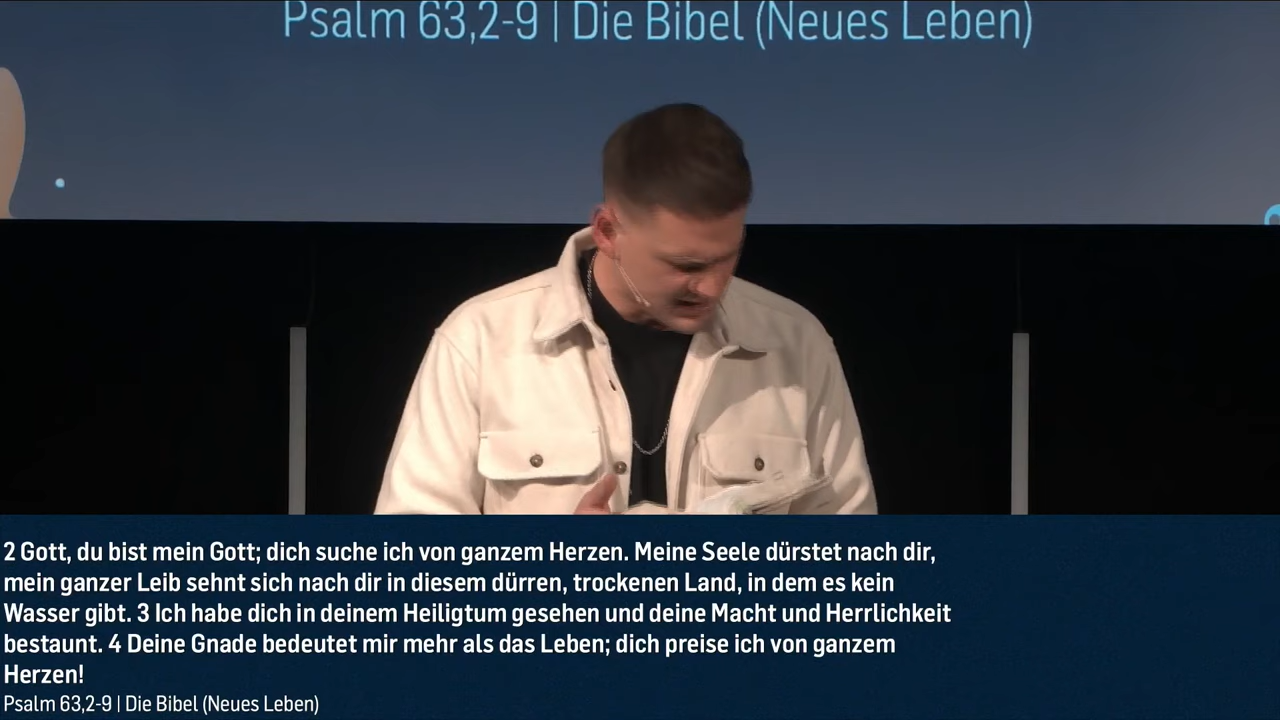 Psalm 63,2-9 | Die Bibel (Neues Leben)
2 Gott, du bist mein Gott; dich suche ich von ganzem Herzen. Meine Seele dürstet nach dir,
mein ganzer Leib sehnt sich nach dir in diesem dürren, trockenen Land, in dem es kein
Wasser gibt. 3 Ich habe dich in deinem Heiligtum gesehen und deine Macht und Herrlichkeit
bestaunt. 4 Deine Gnade bedeutet mir mehr als das Leben; dich preise ich von ganzem
Herzen!
Psalm 63,2-9 | Die Bibel (Neues Leben)